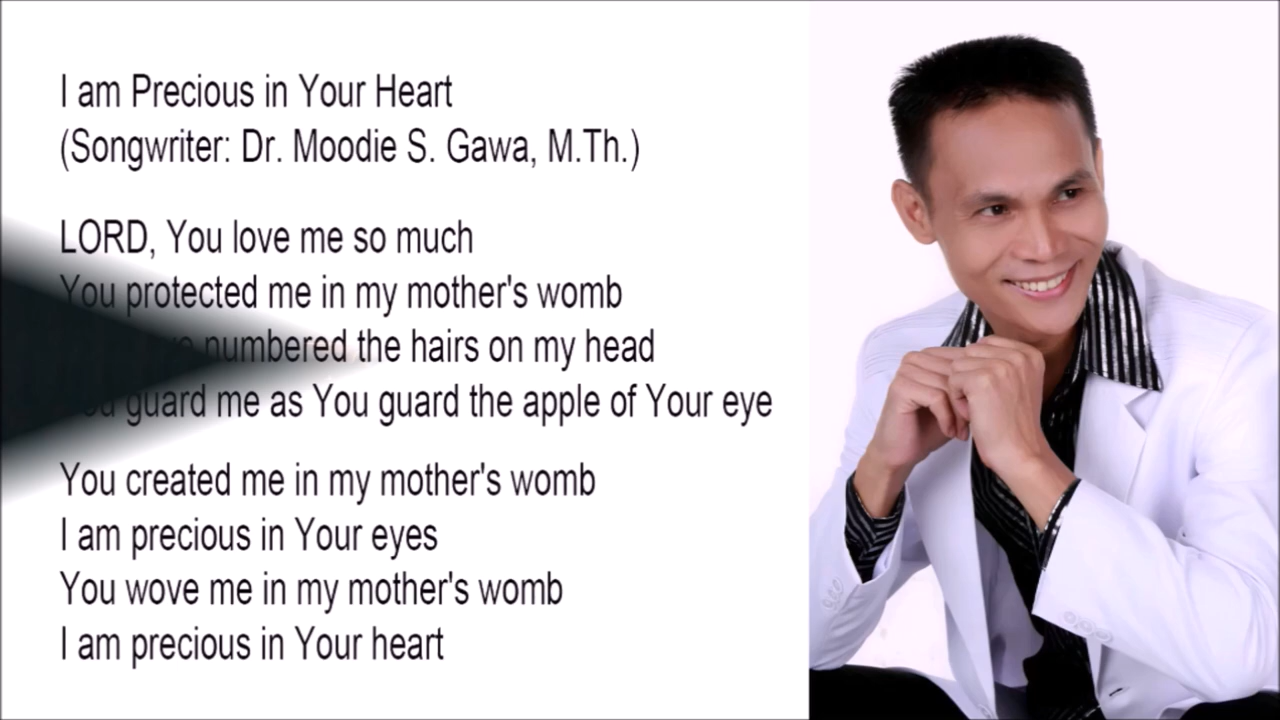 I am Precious in Your Heart
(Songwriter: Dr. Moodie S. Gawa, M.Th.)
LORD, You love me so much
You protected me in my mother's womb
numbered the hairs on my head
You guard me as You guard the apple of Your eye
You created me in my mother's womb
I am precious in Your eyes
You wove me in my mother's womb
I am precious in Your heart